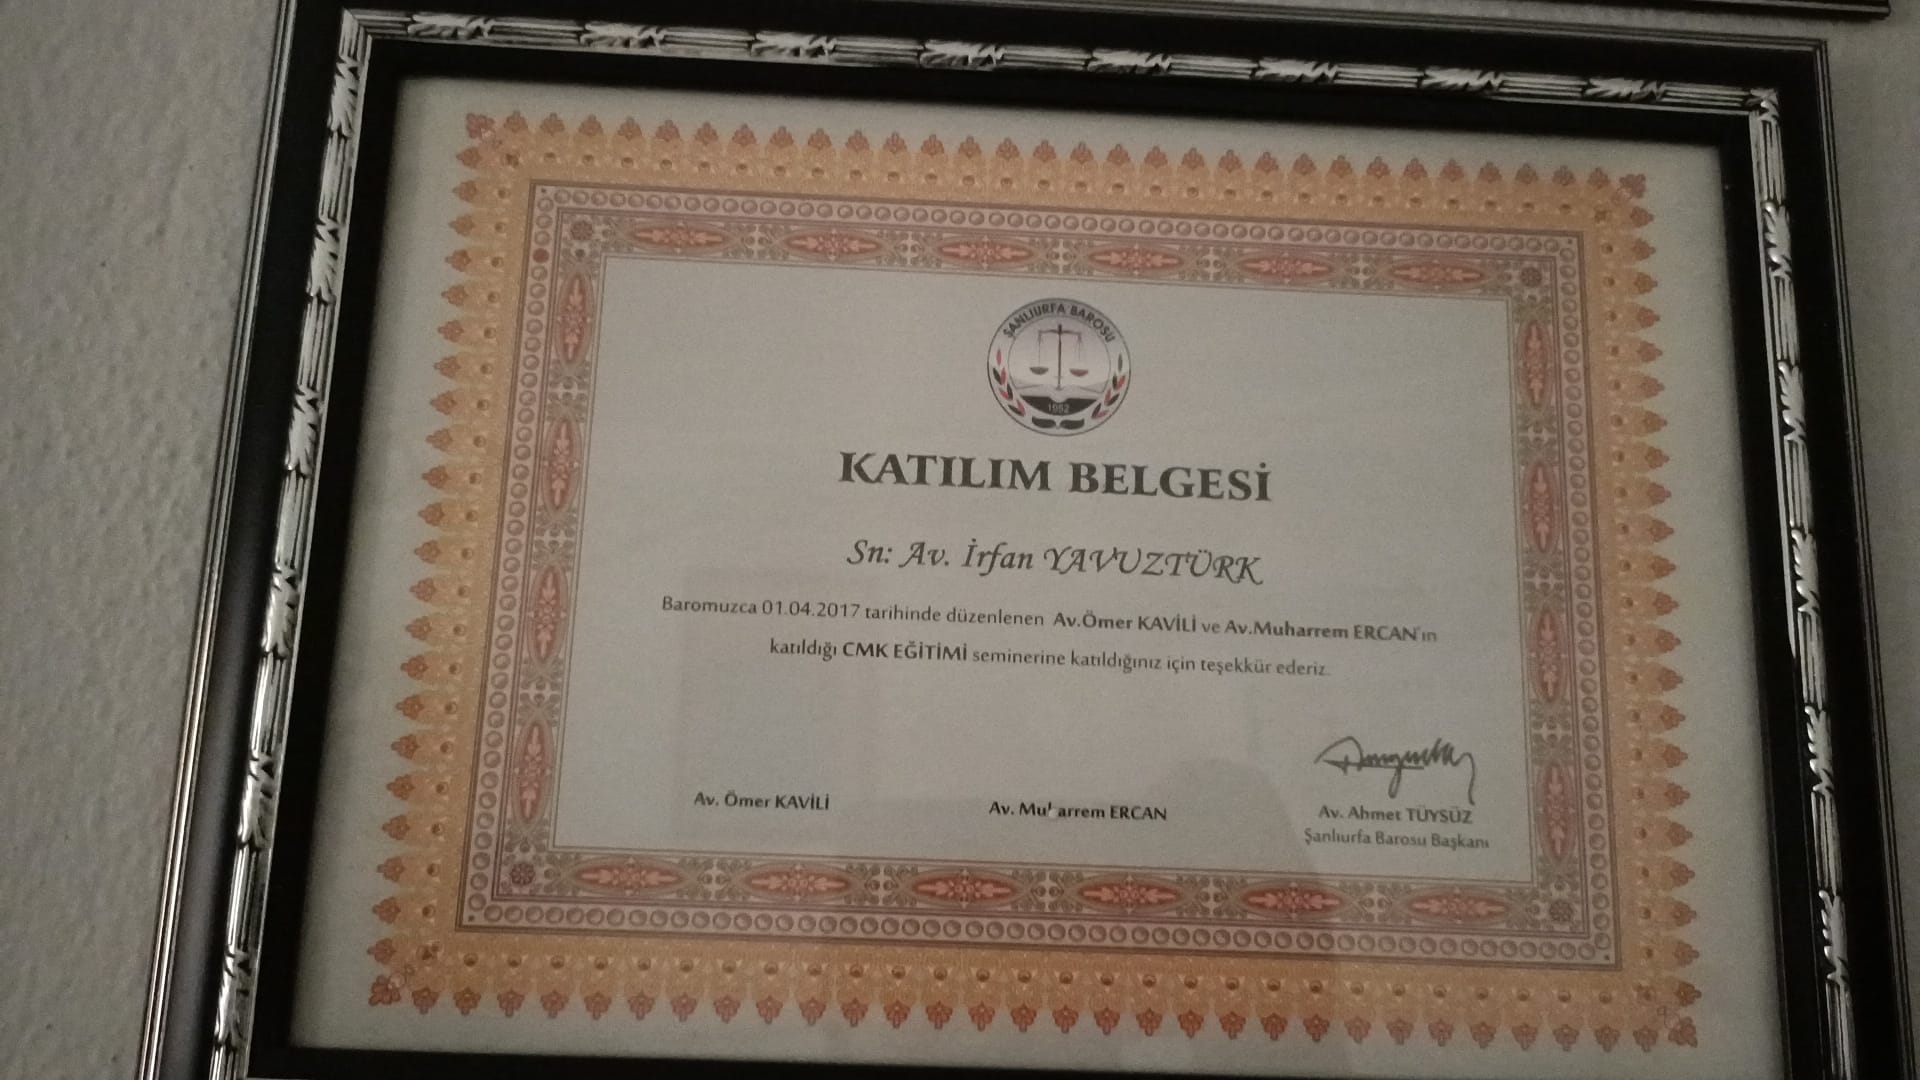 ŞANLIURFA BAROSU
1952
KATILIM BELGESİ
Sn: Av. İrfan YAVUZTÜRK
Baromuzca 01.04.2017 tarihinde düzenlenen Av.Ömer KAVİLİ ve Av.Muharrem ERCAN'ın
katıldığı CMK EĞİTİMİ seminerine katıldığınız için teşekkür ederiz.
Av. Ömer KAVİLİ
Av. Muharrem ERCAN
Av. Ahmet TÜYSÜZ
Şanlıurfa Barosu Başkanı